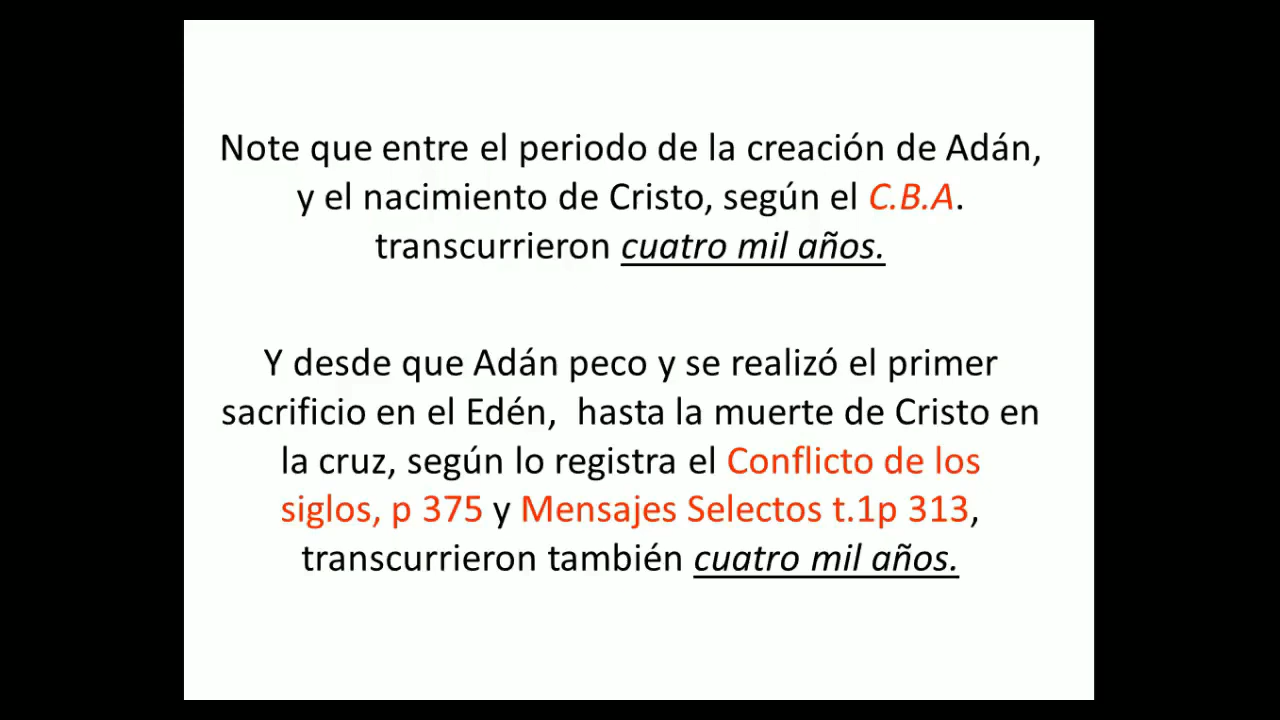 Note que entre el periodo de la creación de Adán,
y el nacimiento de Cristo, según el C.B.A.
transcurrieron cuatro mil años.
Y desde que Adán peco y se realizó el primer
sacrificio en el Edén,  hasta la muerte de Cristo en
la cruz, según lo registra el Conflicto de los
siglos, p 375 y Mensajes Selectos t.1p 313,
transcurrieron también cuatro mil años.